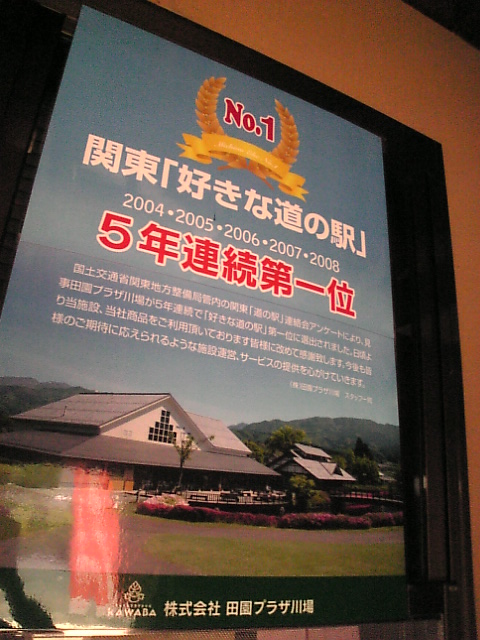 No.1
関東「好きな道の駅」
2004・2005・2006・2007・2008
5年連続第一位
国土交通省関東地方整備局管内の関東「道の駅」連絡会アンケートにより、見
事田園プラザ川場が5年連続で「好きな道の駅」第一位に選出されました。日頃よ
り当施設、当社商品をご利用頂いております皆様に改めて感謝致します。今後も皆
様のご期待に応えられるような施設運営、サービスの提供を心がけていきます。
(株)田園プラザ川場 スタッフ一同
KAWABA 株式会社 田園プラザ川場